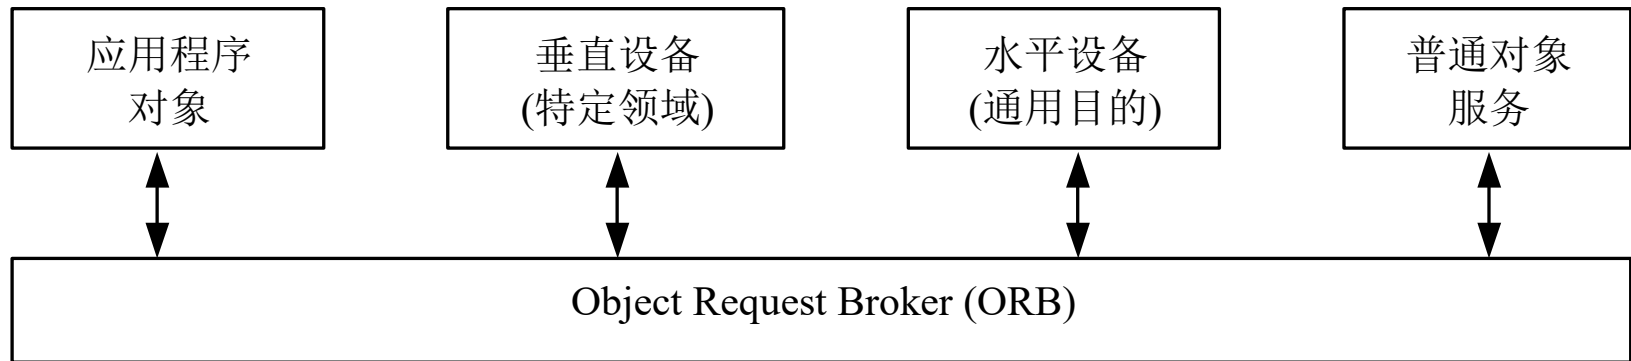 应用程序
对象
垂直设备
(特定领域)
水平设备
(通用目的)
普通对象
服务
Object Request Broker (ORB)